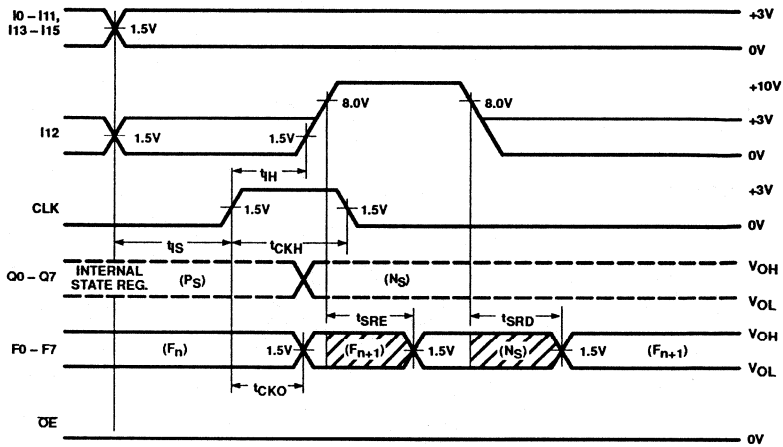 I0 – I11,
I13 – I15
1.5V
+3V
0V
+10V
8.0V
8.0V
I12
1.5V
1.5V
+3V
0V
tIH
CLK
1.5V
1.5V
+3V
0V
tIS
tCKH
Q0 – Q7
INTERNAL
STATE REG.
(PS)
(NS)
VOH
VOL
tSRE
tSRD
F0 – F7
(Fn)
1.5V
(Fn+1)
1.5V
(NS)
1.5V
(Fn+1)
VOH
VOL
tCKO
OE
0V